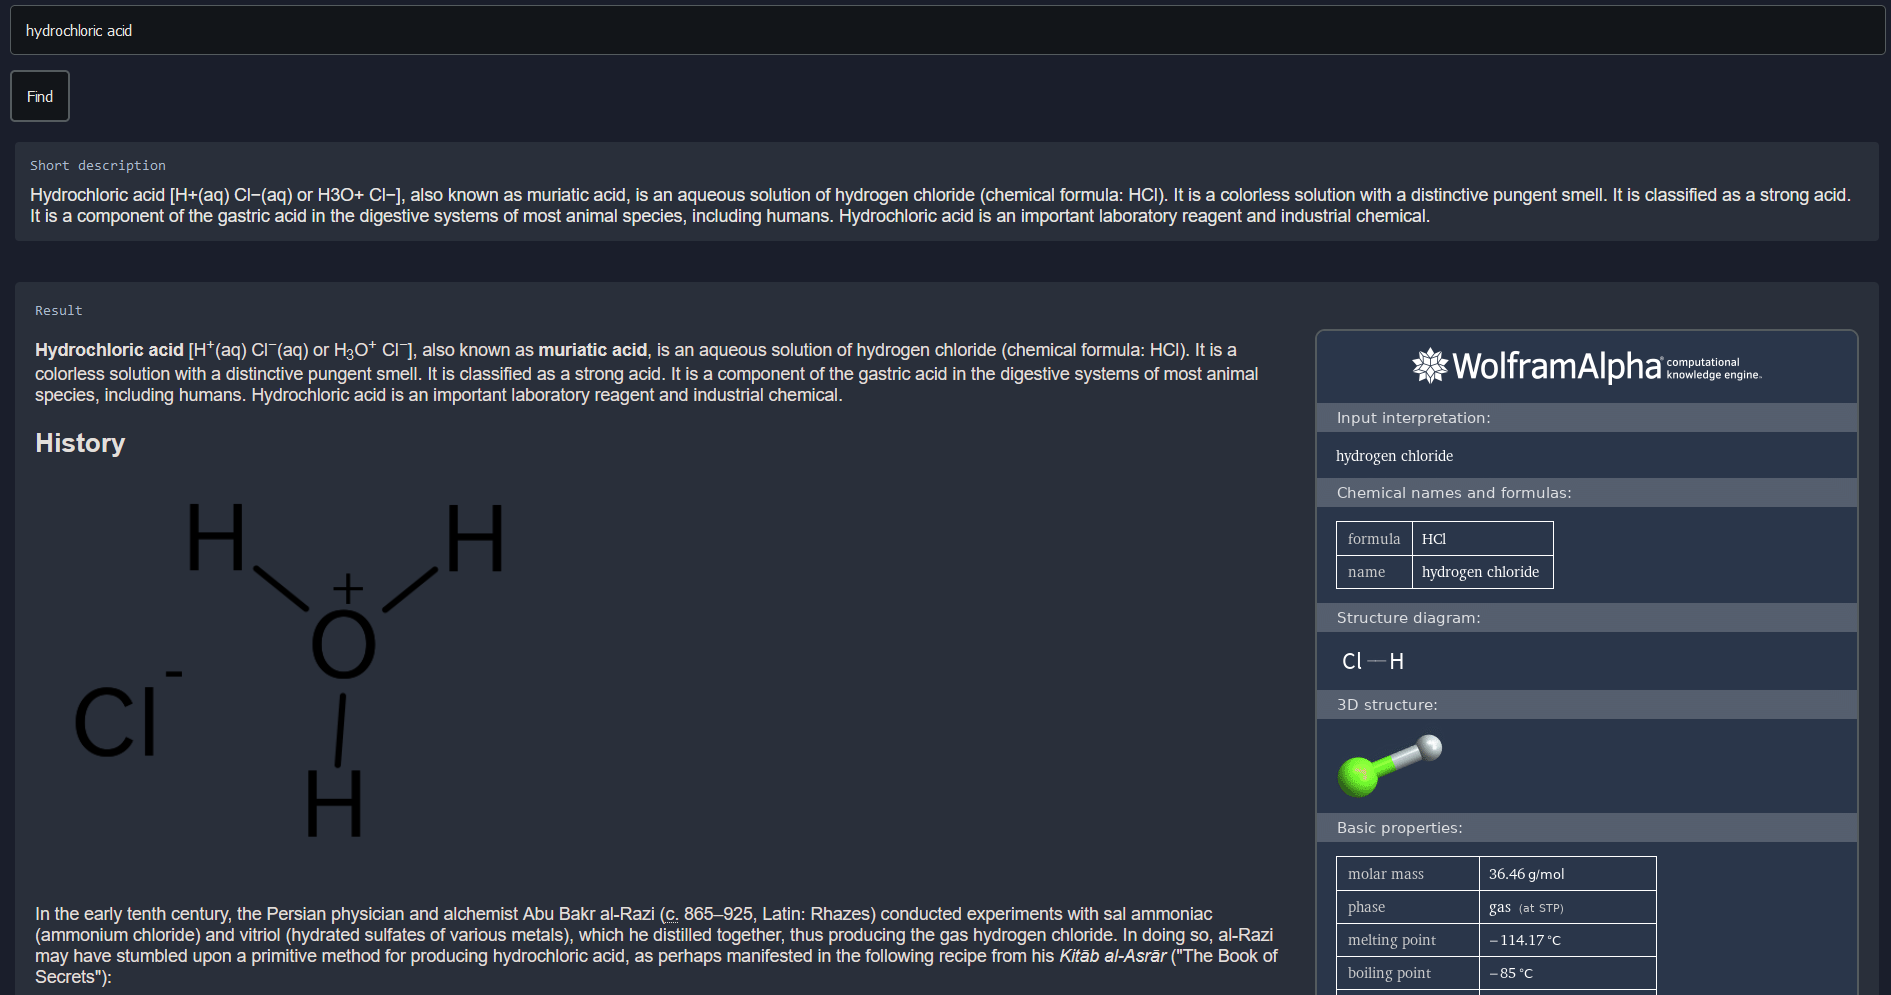 hydrochloric acid
Find
Short description
Hydrochloric acid [H+(aq) Cl−(aq) or H3O+ Cl−], also known as muriatic acid, is an aqueous solution of hydrogen chloride (chemical formula: HCl). It is a colorless solution with a distinctive pungent smell. It is classified as a strong acid.
It is a component of the gastric acid in the digestive systems of most animal species, including humans. Hydrochloric acid is an important laboratory reagent and industrial chemical.
Result
Hydrochloric acid [H⁺(aq) Cl⁻(aq) or H₃O⁺ Cl⁻], also known as muriatic acid, is an aqueous solution of hydrogen chloride (chemical formula: HCl). It is a
colorless solution with a distinctive pungent smell. It is classified as a strong acid. It is a component of the gastric acid in the digestive systems of most animal
species, including humans. Hydrochloric acid is an important laboratory reagent and industrial chemical.
History
H H
+
O
Cl -
H
In the early tenth century, the Persian physician and alchemist Abu Bakr al-Razi (c. 865–925, Latin: Rhazes) conducted experiments with sal ammoniac
(ammonium chloride) and vitriol (hydrated sulfates of various metals), which he distilled together, thus producing the gas hydrogen chloride. In doing so, al-Razi
may have stumbled upon a primitive method for producing hydrochloric acid, as perhaps manifested in the following recipe from his Kitāb al-Asrār ("The Book of
Secrets"):
WolframAlpha computational
knowledge engine.
Input interpretation:
hydrogen chloride
Chemical names and formulas:
formula HCl
name hydrogen chloride
Structure diagram:
Cl H
3D structure:
Basic properties:
molar mass 36.46 g/mol
phase gas (at STP)
melting point −114.17 °C
boiling point −85 °C